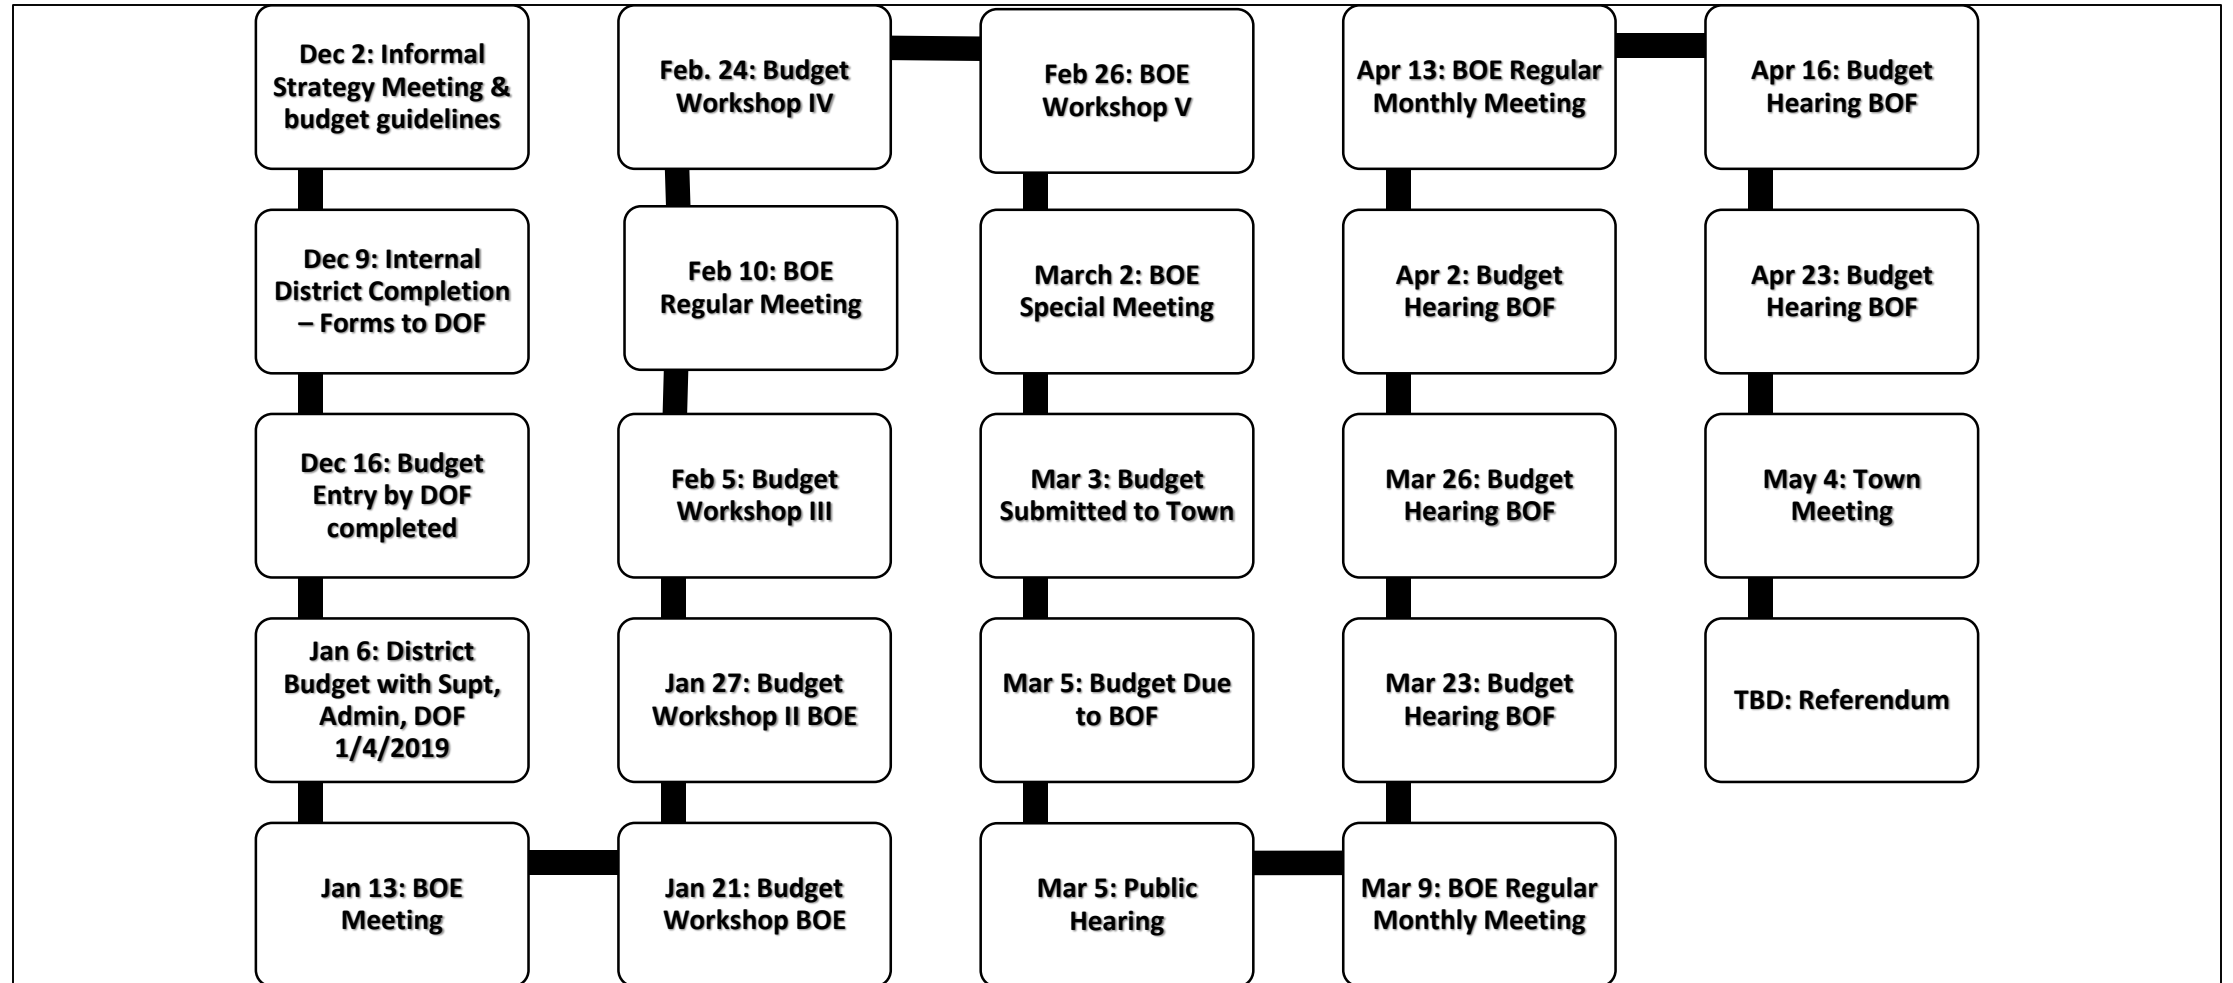 Dec 2: Informal
Strategy Meeting &
budget guidelines
Dec 9: Internal
District Completion
– Forms to DOF
Dec 16: Budget
Entry by DOF
completed
Jan 6: District
Budget with Supt,
Admin, DOF
1/4/2019
Jan 13: BOE
Meeting
Jan 21: Budget
Workshop BOE
Jan 27: Budget
Workshop II BOE
Feb 5: Budget
Workshop III
Feb 10: BOE
Regular Meeting
Feb. 24: Budget
Workshop IV
Feb 26: BOE
Workshop V
March 2: BOE
Special Meeting
Mar 3: Budget
Submitted to Town
Mar 5: Budget Due
to BOF
Mar 5: Public
Hearing
Mar 9: BOE Regular
Monthly Meeting
Mar 23: Budget
Hearing BOF
Mar 26: Budget
Hearing BOF
Apr 2: Budget
Hearing BOF
Apr 13: BOE Regular
Monthly Meeting
Apr 16: Budget
Hearing BOF
Apr 23: Budget
Hearing BOF
May 4: Town
Meeting
TBD: Referendum